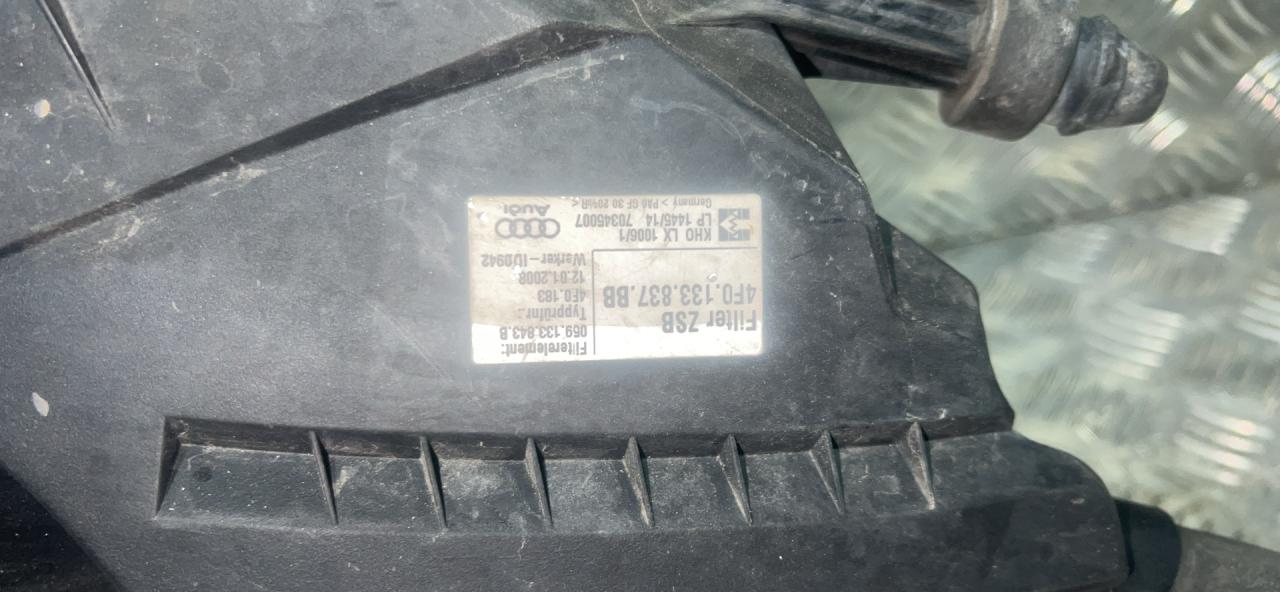 Filter ZSB
4F0.133.837.BB
Filterelement:
059.133.843.B
Typprüfnr.:
4F0.183
12.01.2008
Werker-ID0942
KHO LX 1006/1
LP 1445/14 70345007
Germany > PA6 GF 30 20%R <
Audi